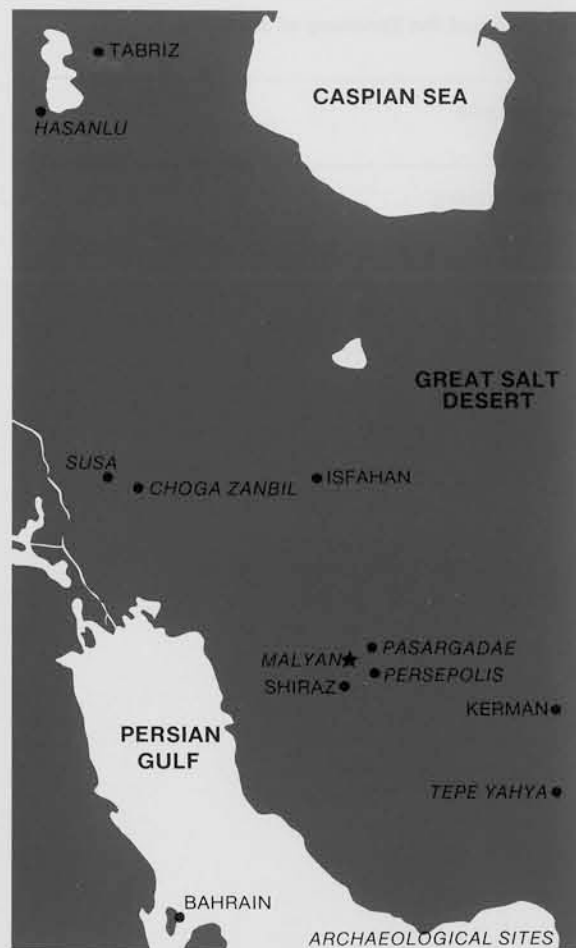 TABRIZ
CASPIAN SEA
HASANLU
GREAT SALT
DESERT
SUSA
CHOGA ZANBIL
ISFAHAN
PASARGADAE
MALYAN
PERSEPOLIS
SHIRAZ
KERMAN
PERSIAN
GULF
TEPE YAHYA
BAHRAIN
ARCHAEOLOGICAL SITES